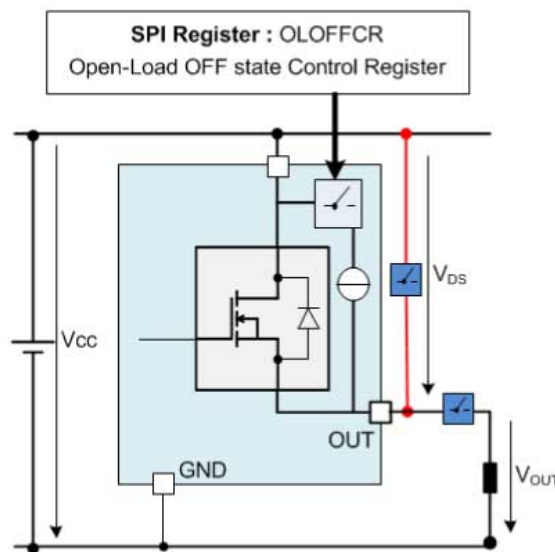 SPI Register : OLOFFCR
Open-Load OFF state Control Register
VDS
Vcc
OUT
GND
VOUT